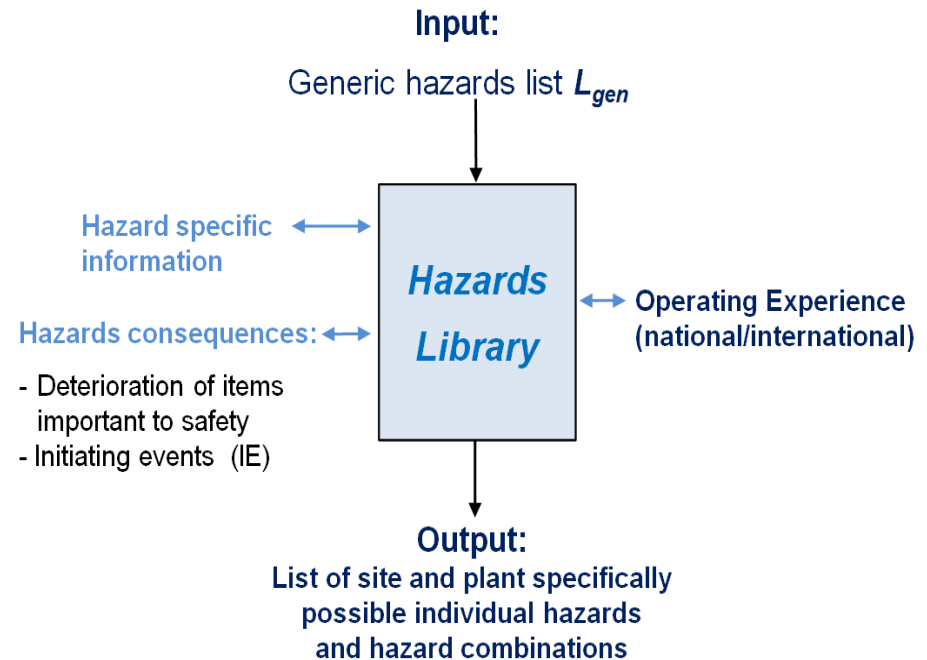 Input:
Generic hazards list L_gen
Hazard specific
information
Hazards consequences:
- Deterioration of items
important to safety
- Initiating events (IE)
Hazards
Library
Operating Experience
(national/international)
Output:
List of site and plant specifically
possible individual hazards
and hazard combinations